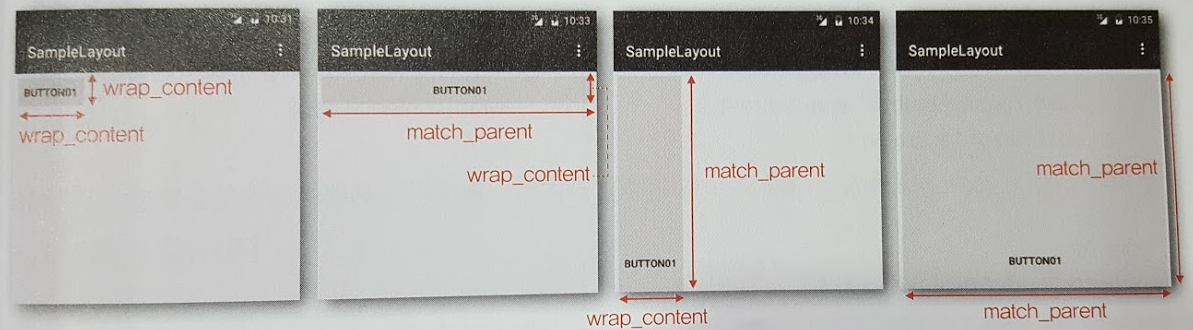 10:31
SampleLayout
BUTTON01
wrap_content
wrap_content
10:33
SampleLayout
BUTTON01
match_parent
wrap_content
10:34
SampleLayout
match_parent
BUTTON01
wrap_content
10:35
SampleLayout
match_parent
BUTTON01
match_parent